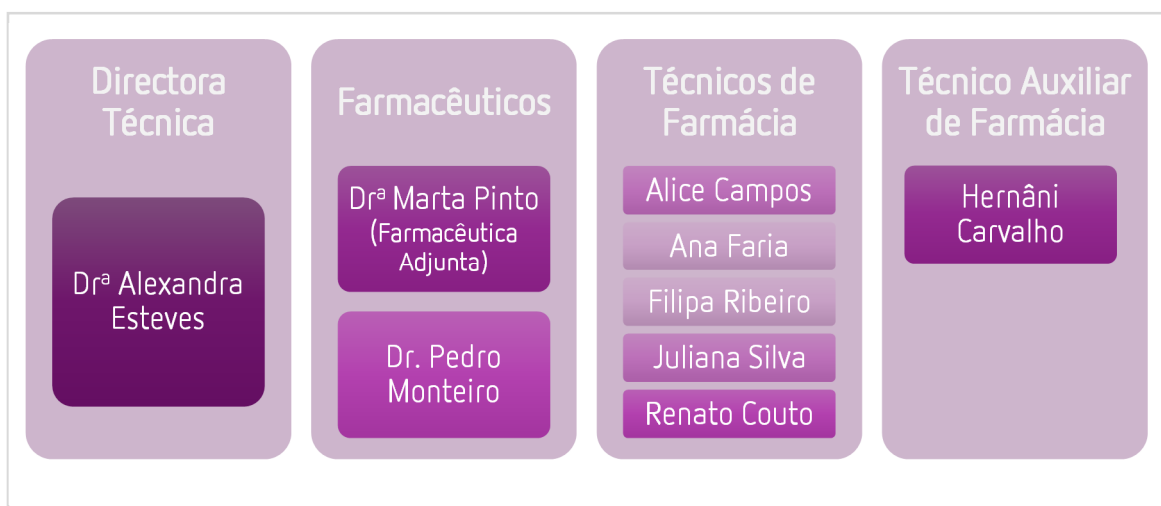 Directora
Técnica
Drª Alexandra
Esteves
Farmacêuticos
Drª Marta Pinto
(Farmacêutica
Adjunta)
Dr. Pedro
Monteiro
Técnicos de
Farmácia
Alice Campos
Ana Faria
Filipa Ribeiro
Juliana Silva
Renato Couto
Técnico Auxiliar
de Farmácia
Hernâni
Carvalho